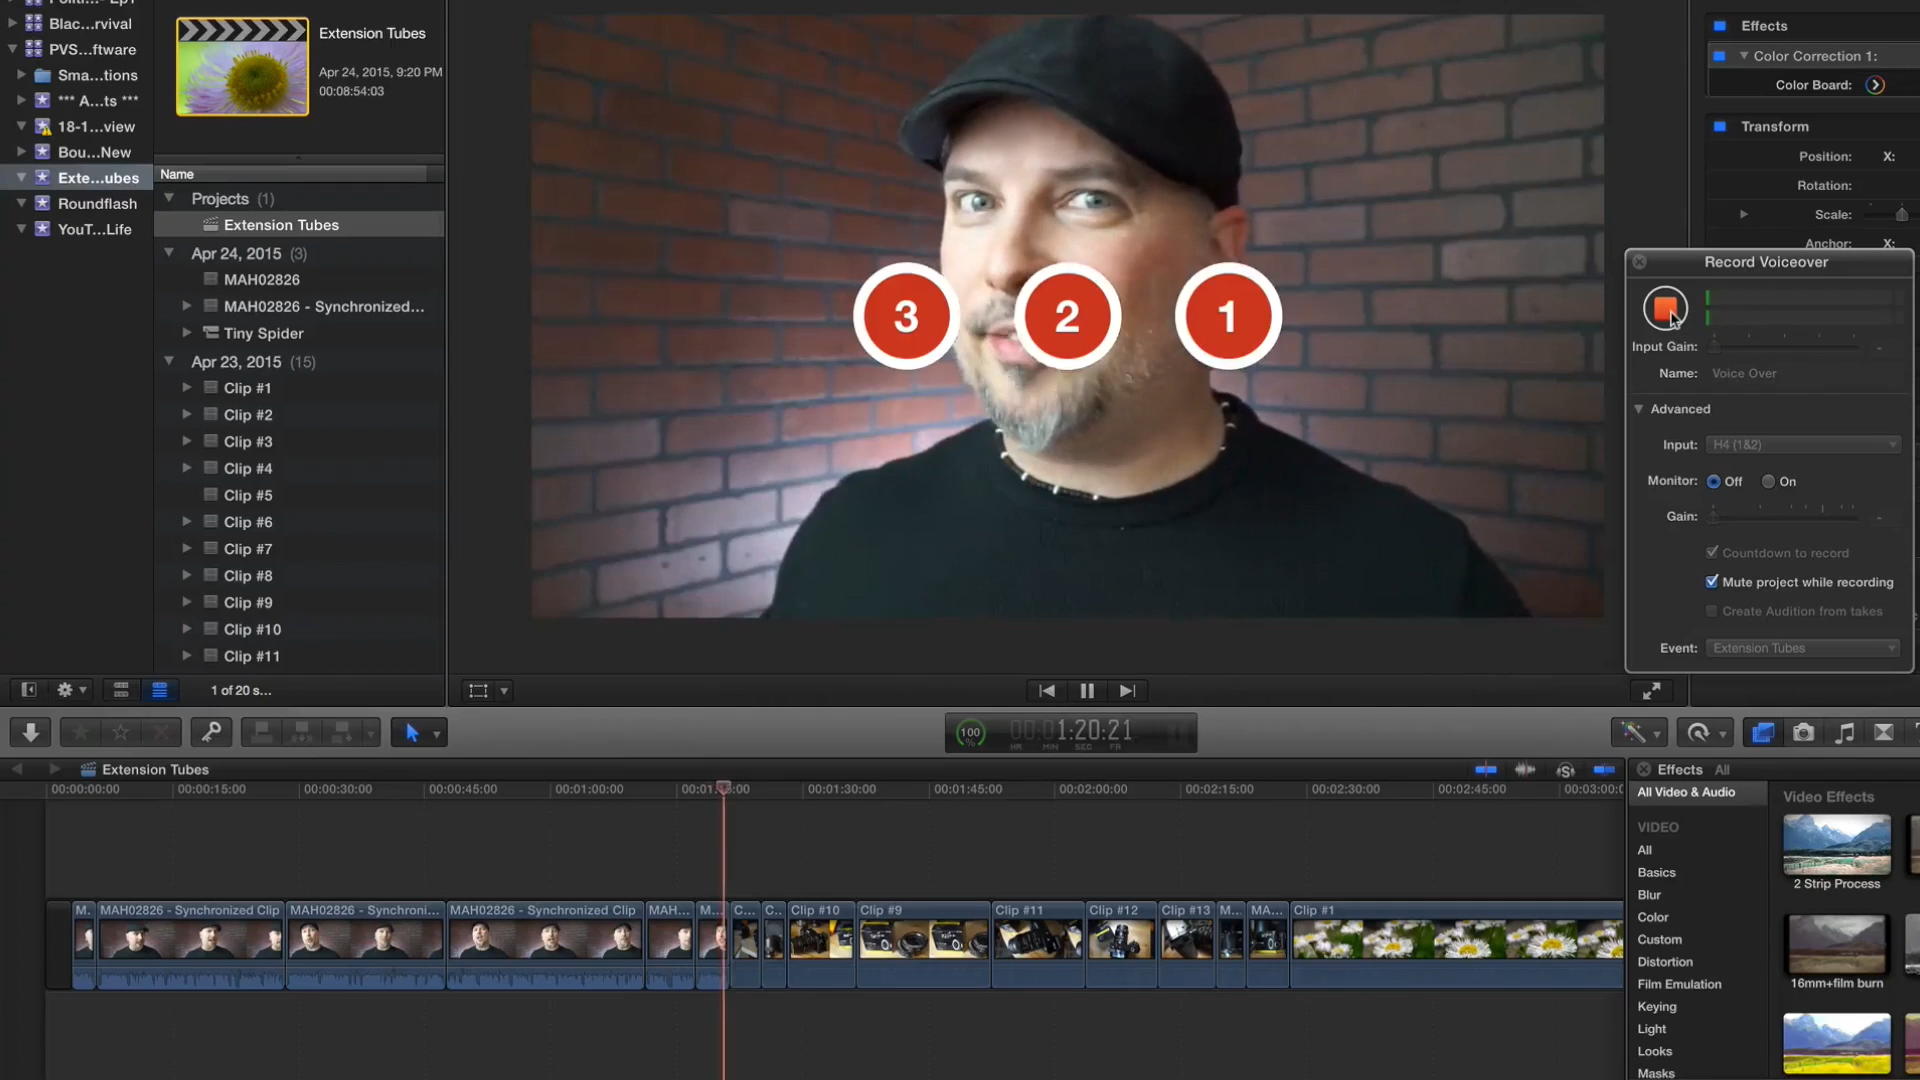 Blac...rvival
PVS...ftware
Sma...tions
*** A...ts ***
18-1...view
Bou...New
Exte...ubes
Roundflash
YouT...Life
Extension Tubes
Apr 24, 2015, 9:20 PM
00:08:54:03
Name
Projects (1)
Extension Tubes
Apr 24, 2015 (3)
MAH02826
MAH02826 - Synchronized...
Tiny Spider
Apr 23, 2015 (15)
Clip #1
Clip #2
Clip #3
Clip #4
Clip #5
Clip #6
Clip #7
Clip #8
Clip #9
Clip #10
Clip #11
1 of 20 s...
3 2 1
Effects
Color Correction 1:
Color Board:
Transform
Position: X:
Rotation:
Scale:
Anchor: X:
Record Voiceover
Input Gain:
Name: Voice Over
Advanced
Input: H4 (1&2)
Monitor: Off On
Gain:
Countdown to record
Mute project while recording
Create Audition from takes
Event: Extension Tubes
100 %
00:01:20:21
HR MIN SEC FR
Extension Tubes
00:00:00:00 00:00:15:00 00:00:30:00 00:00:45:00 00:01:00:00 00:01:30:00 00:01:45:00 00:02:00:00 00:02:15:00 00:02:30:00 00:02:45:00
M. MAH02826 - Synchronized Clip MAH02826 - Synchroni... MAH02826 - Synchronized Clip MAH... M... C... C.. Clip #10 Clip #9 Clip #11 Clip #12 Clip #13 M... MA... Clip #1
Effects All
All Video & Audio
VIDEO
All
Basics
Blur
Color
Custom
Distortion
Film Emulation
Keying
Light
Looks
Masks
Video Effects
2 Strip Process
16mm+film burn